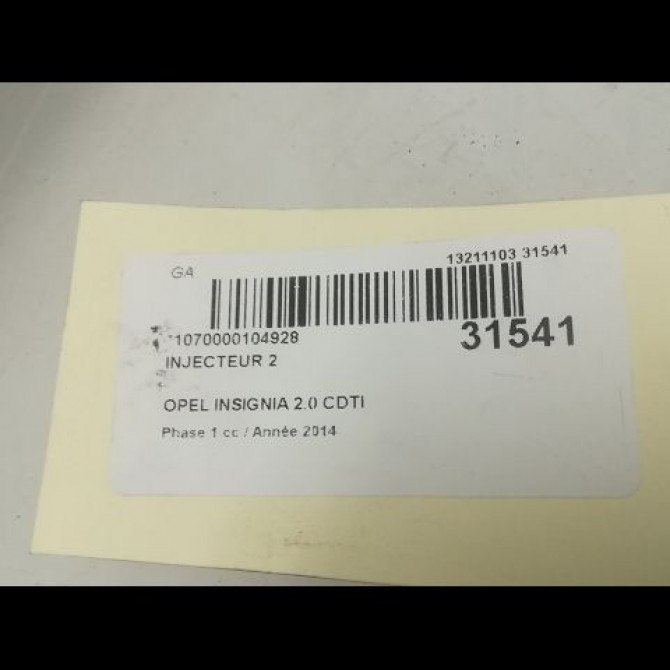 GA
13211103 31541
1070000104928
31541
INJECTEUR 2
OPEL INSIGNIA 2.0 CDTI
Phase 1 cc / Année 2014